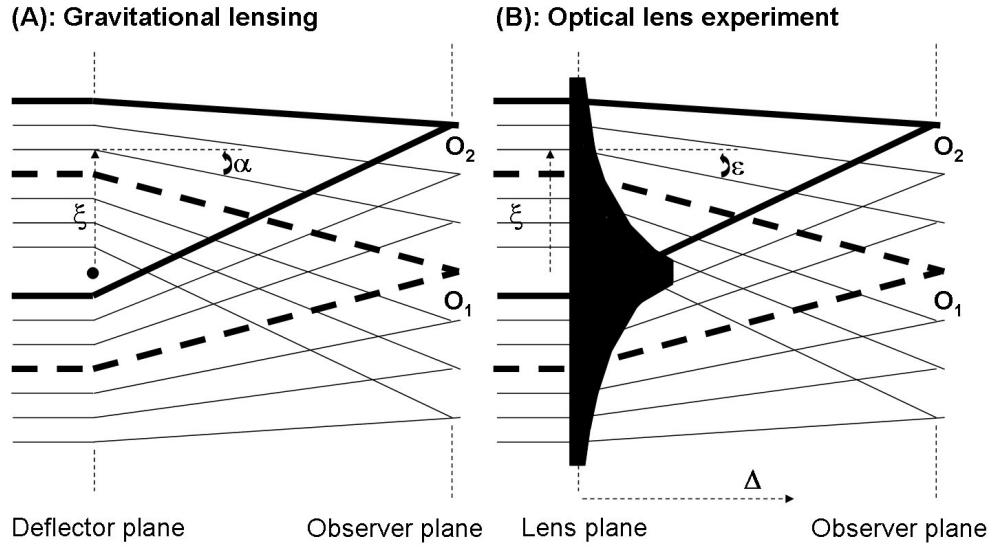 (A): Gravitational lensing
(B): Optical lens experiment
α
ε
O₂
O₂
ξ
ξ
O₁
O₁
Δ
Deflector plane
Observer plane
Lens plane
Observer plane